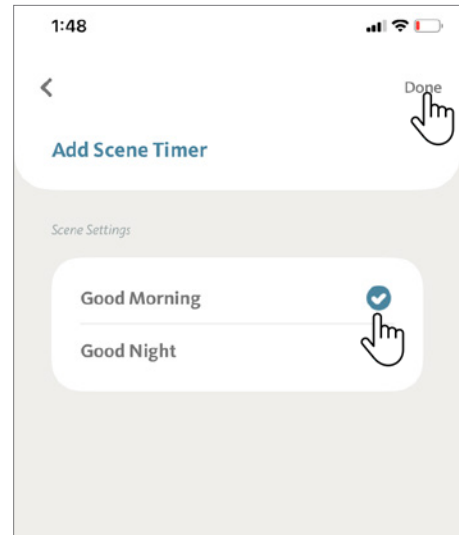 1:48
Done
Add Scene Timer
Scene Settings
Good Morning
Good Night